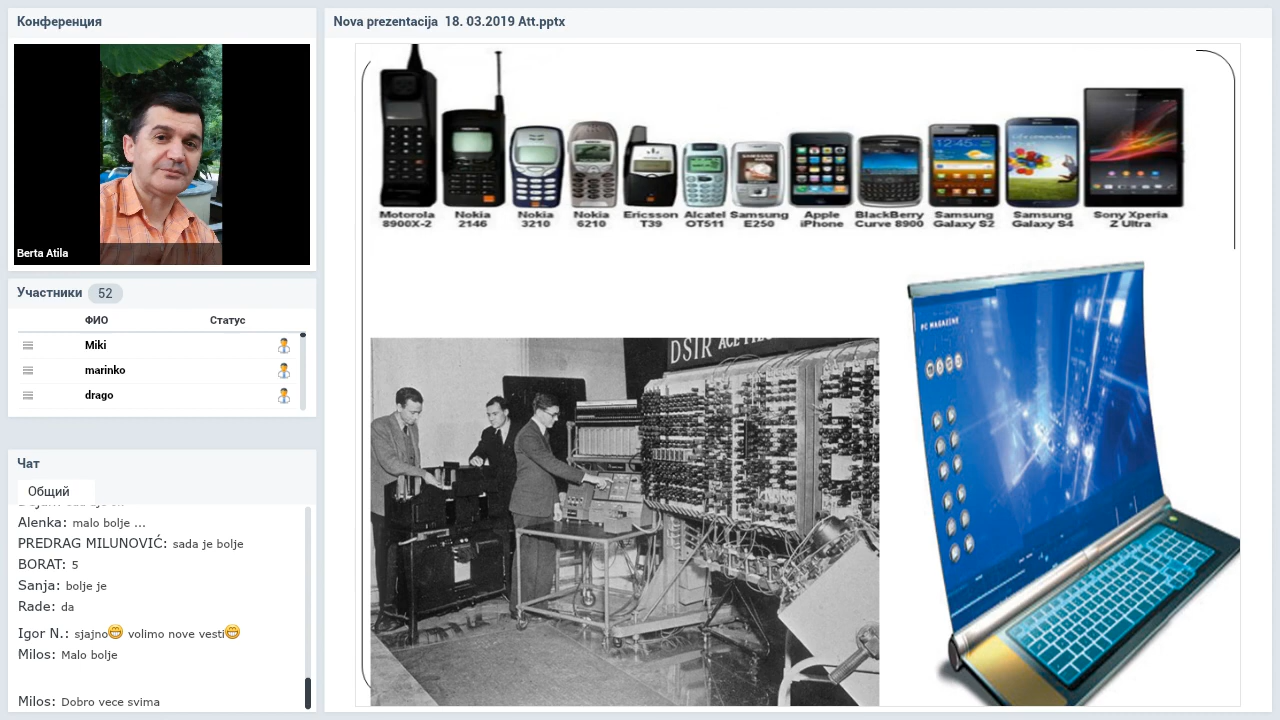 Конференция
Berta Atila
Участники 52
ФИО Статус
Miki
marinko
drago
Чат
Общий
Alenka: malo bolje ...
PREDRAG MILUNOVIĆ: sada je bolje
BORAT: 5
Sanja: bolje je
Rade: da
Igor N.: sjajno volimo nove vesti
Milos: Malo bolje
Milos: Dobro vece svima
Nova prezentacija 18. 03.2019 Att.pptx
Motorola 8900X-2
Nokia 2146
Nokia 3210
Nokia 6210
Ericsson T39
Alcatel OT511
Samsung E250
Apple iPhone
BlackBerry Curve 8900
Samsung Galaxy S2
Samsung Galaxy S4
Sony Xperia Z Ultra
DSIR ACE
PC MAGAZINE